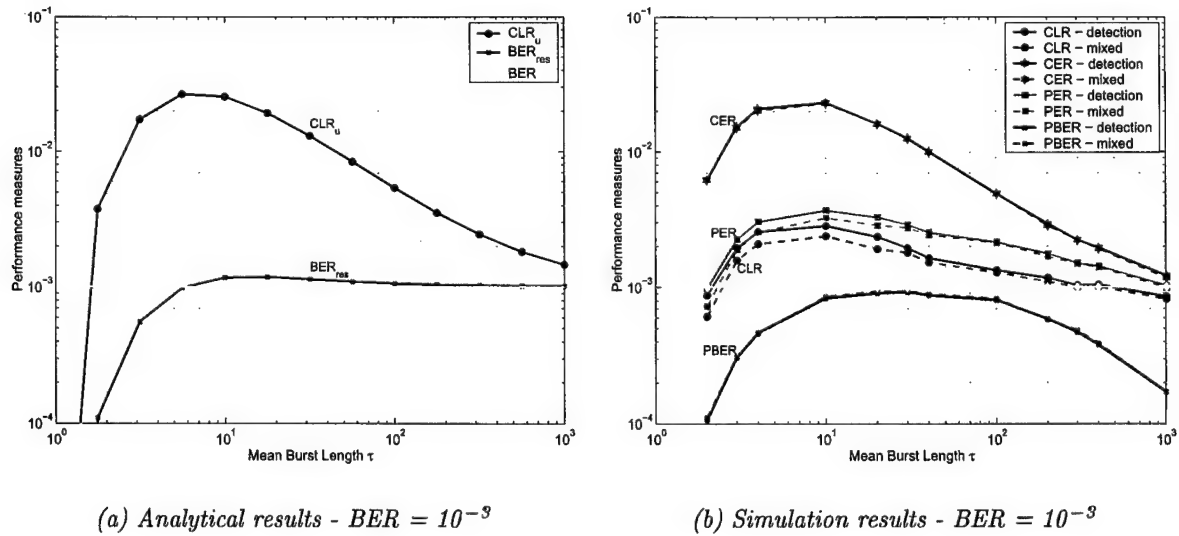 10^-1
10^-2
10^-3
10^-4
Performance measures
10^0
10^1
10^2
10^3
Mean Burst Length τ
CLR_u
BER_res
BER
CLR_u
BER_res
(a) Analytical results - BER = 10^-3
10^-1
10^-2
10^-3
10^-4
Performance measures
10^0
10^1
10^2
10^3
Mean Burst Length τ
CLR – detection
CLR – mixed
CER – detection
CER – mixed
PER – detection
PER – mixed
PBER – detection
PBER – mixed
CER
PER
CLR
PBER
(b) Simulation results - BER = 10^-3